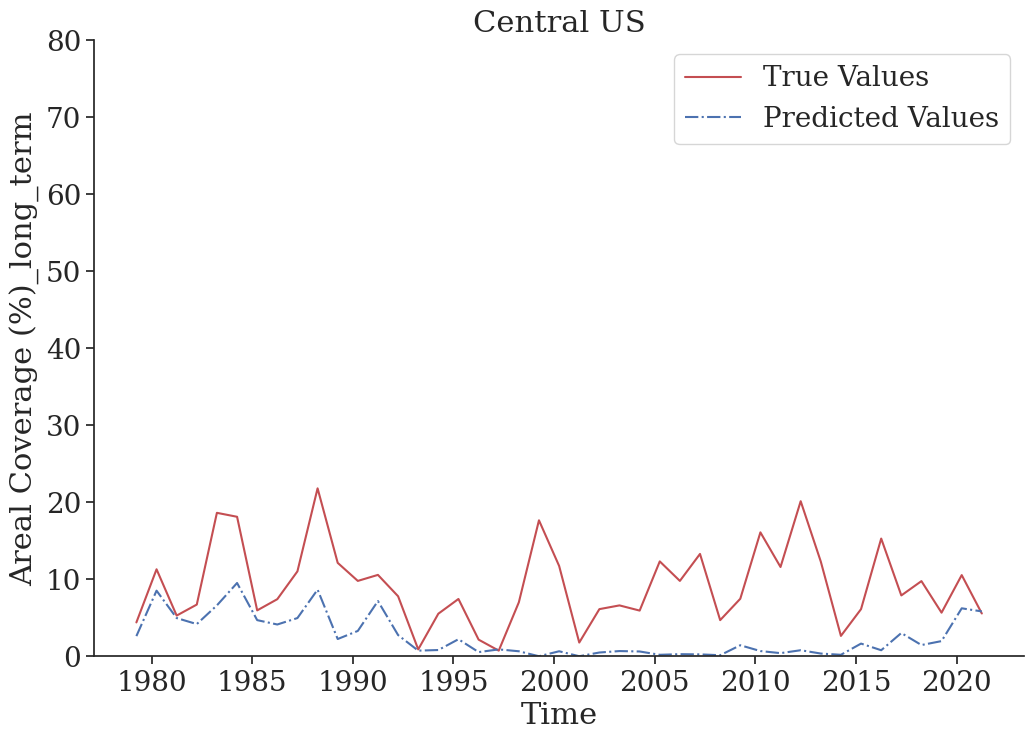 Central US
True Values
Predicted Values
Areal Coverage (%)_long_term
80
70
60
50
40
30
20
10
0
1980 1985 1990 1995 2000 2005 2010 2015 2020
Time